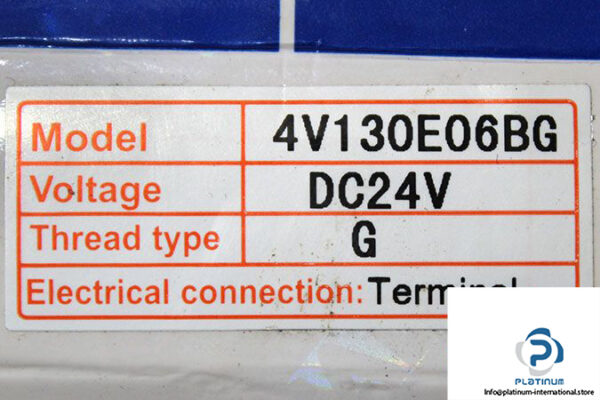 Model 4V130E06BG
Voltage DC24V
Thread type G
Electrical connection: Terminal
PLATINUM
Info@platinum-international.store